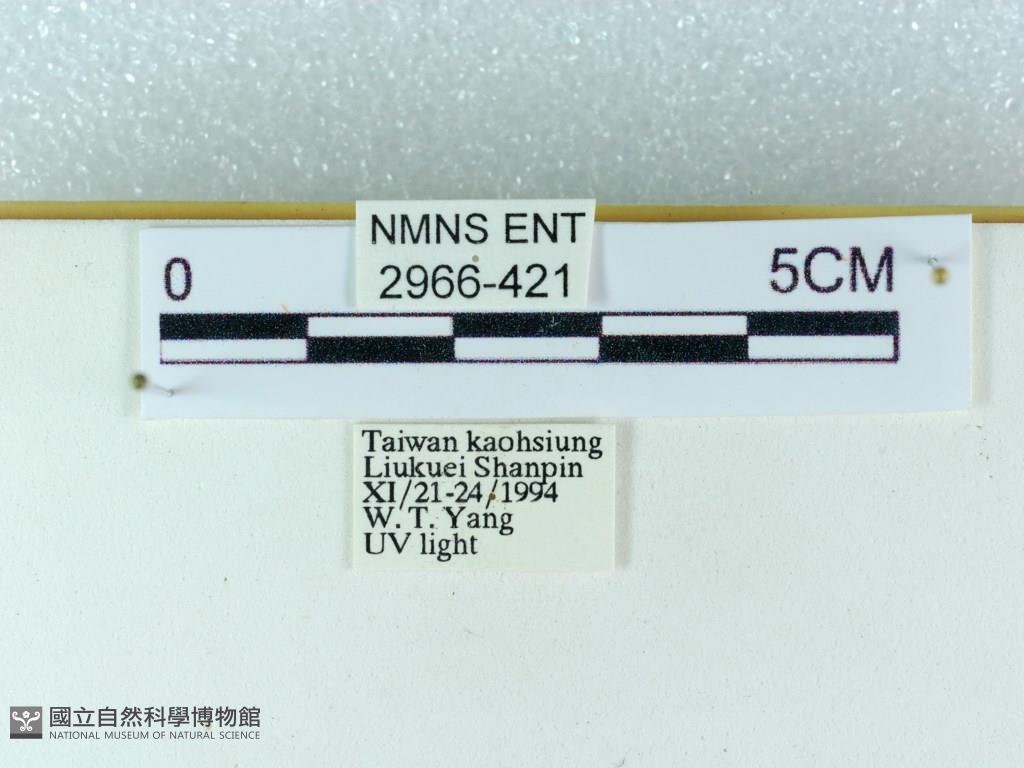 NMNS ENT
2966-421
0 5CM
Taiwan kaohsiung
Liukuei Shanpin
XI/21-24/1994
W. T. Yang
UV light
國立自然科學博物館
NATIONAL MUSEUM OF NATURAL SCIENCE